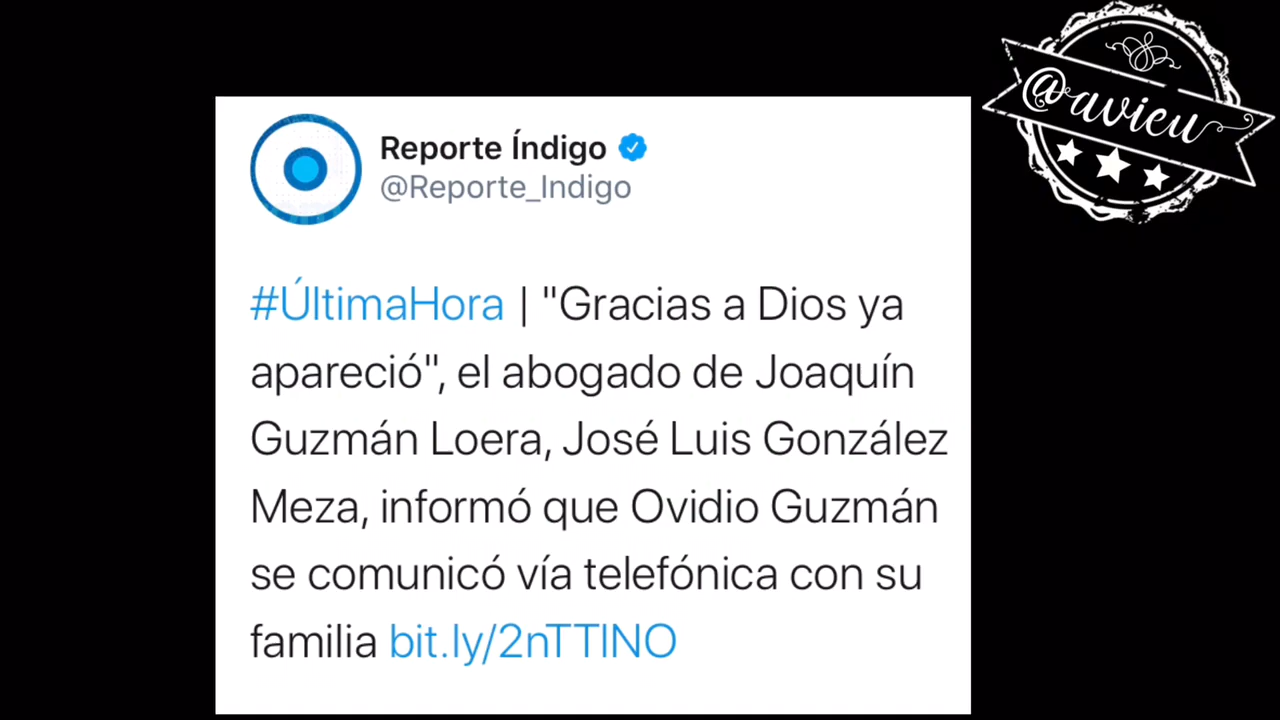 Reporte Índigo
@Reporte_Indigo
#ÚltimaHora | "Gracias a Dios ya
apareció", el abogado de Joaquín
Guzmán Loera, José Luis González
Meza, informó que Ovidio Guzmán
se comunicó vía telefónica con su
familia bit.ly/2nTTINO
@avieu